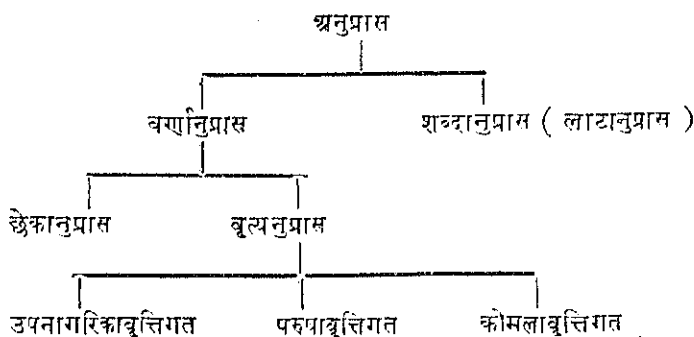 अनुप्रास
वर्णानुप्रास शब्दानुप्रास ( लाटानुप्रास )
छेकानुप्रास वृत्यनुप्रास
उपनागरिकावृत्तिगत परुषावृत्तिगत कोमलावृत्तिगत